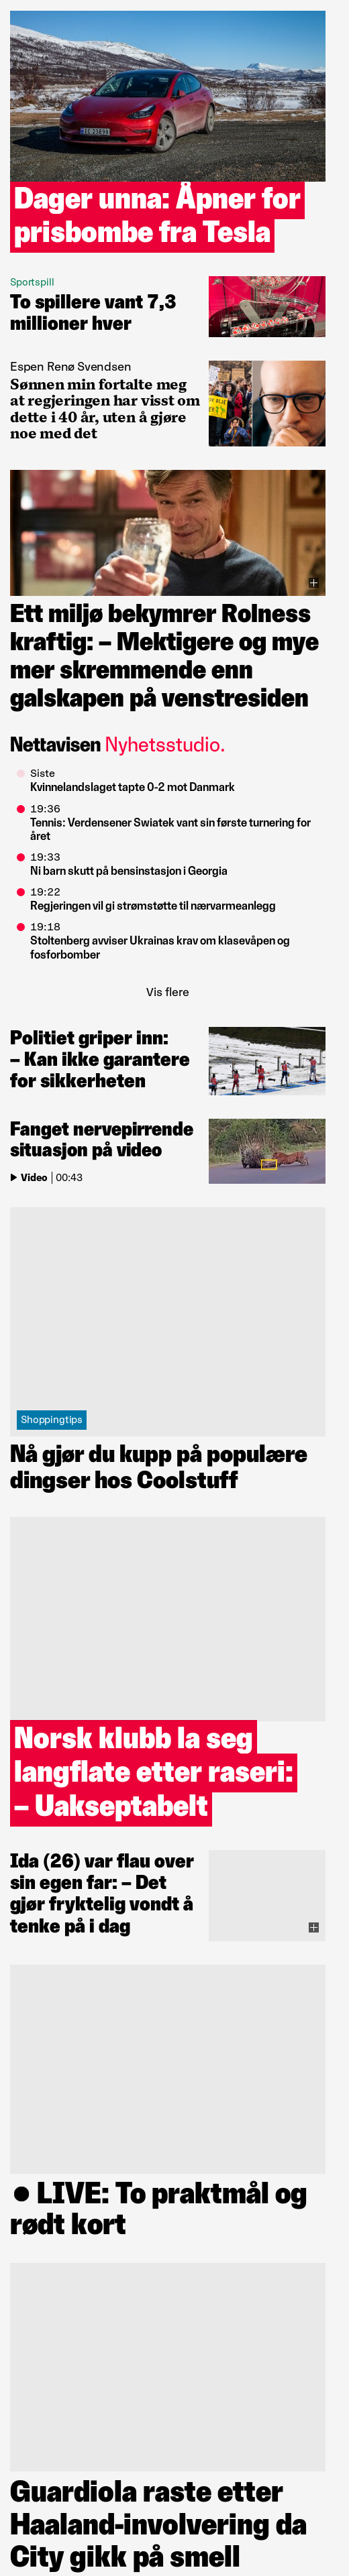 Dager unna: Åpner for
prisbombe fra Tesla
Sportspill
To spillere vant 7,3
millioner hver
Espen Renø Svendsen
Sønnen min fortalte meg
at regjeringen har visst om
dette i 40 år, uten å gjøre
noe med det
Ett miljø bekymrer Rolness
kraftig: – Mektigere og mye
mer skremmende enn
galskapen på venstresiden
Nettavisen Nyhetsstudio.
Siste
Kvinnelandslaget tapte 0-2 mot Danmark
19:36
Tennis: Verdensener Swiatek vant sin første turnering for
året
19:33
Ni barn skutt på bensinstasjon i Georgia
19:22
Regjeringen vil gi strømstøtte til nærvarmeanlegg
19:18
Stoltenberg avviser Ukrainas krav om klasevåpen og
fosforbomber
Vis flere
Politiet griper inn:
– Kan ikke garantere
for sikkerheten
Fanget nervepirrende
situasjon på video
Video | 00:43
Shoppingtips
Nå gjør du kupp på populære
dingser hos Coolstuff
Norsk klubb la seg
langflate etter raseri:
– Uakseptabelt
Ida (26) var flau over
sin egen far: – Det
gjør fryktelig vondt å
tenke på i dag
● LIVE: To praktmål og
rødt kort
Guardiola raste etter
Haaland-involvering da
City gikk på smell